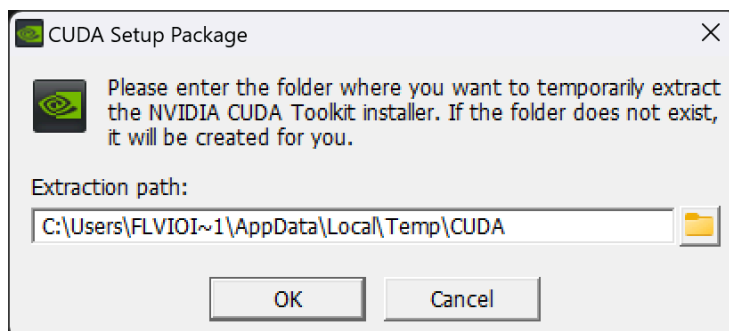 CUDA Setup Package
Please enter the folder where you want to temporarily extract
the NVIDIA CUDA Toolkit installer. If the folder does not exist,
it will be created for you.
Extraction path:
C:\Users\FLVIOI~1\AppData\Local\Temp\CUDA
OK
Cancel